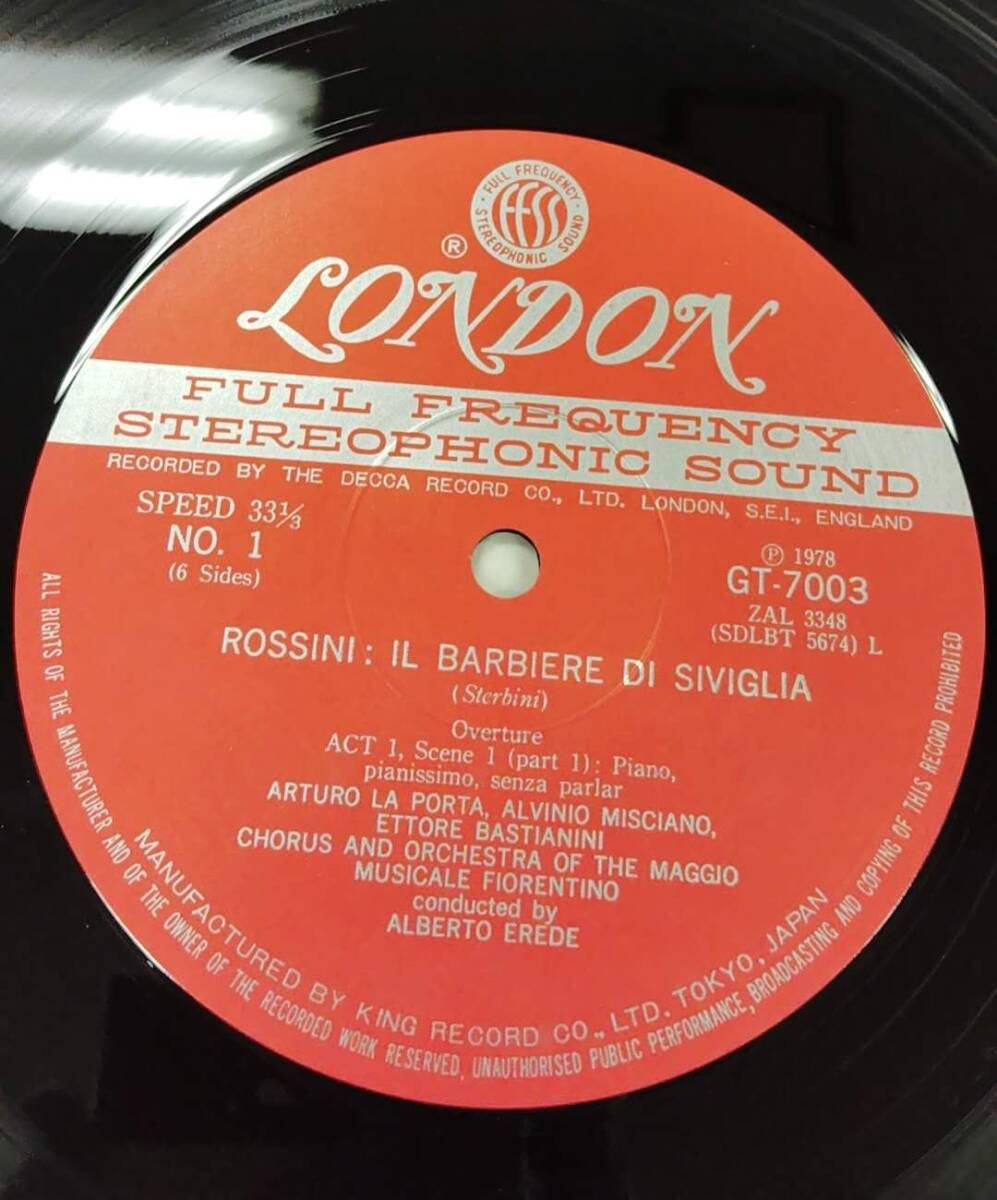 FULL FREQUENCY
STEREOPHONIC SOUND
FFSS
®
LONDON
FULL FREQUENCY
STEREOPHONIC SOUND
RECORDED BY THE DECCA RECORD CO., LTD. LONDON, S.E.I., ENGLAND
SPEED 33⅓
NO. 1
(6 Sides)
℗ 1978
GT-7003
ZAL 3348
(SDLBT 5674) L
ROSSINI: IL BARBIERE DI SIVIGLIA
(Sterbini)
Overture
ACT 1, Scene 1 (part 1): Piano,
pianissimo, senza parlar
ARTURO LA PORTA, ALVINIO MISCIANO,
ETTORE BASTIANINI
CHORUS AND ORCHESTRA OF THE MAGGIO
MUSICALE FIORENTINO
conducted by
ALBERTO EREDE
MANUFACTURED BY KING RECORD CO., LTD. TOKYO, JAPAN
ALL RIGHTS OF THE MANUFACTURER AND OF THE OWNER OF THE RECORDED WORK RESERVED, UNAUTHORISED PUBLIC PERFORMANCE, BROADCASTING AND COPYING OF THIS RECORD PROHIBITED